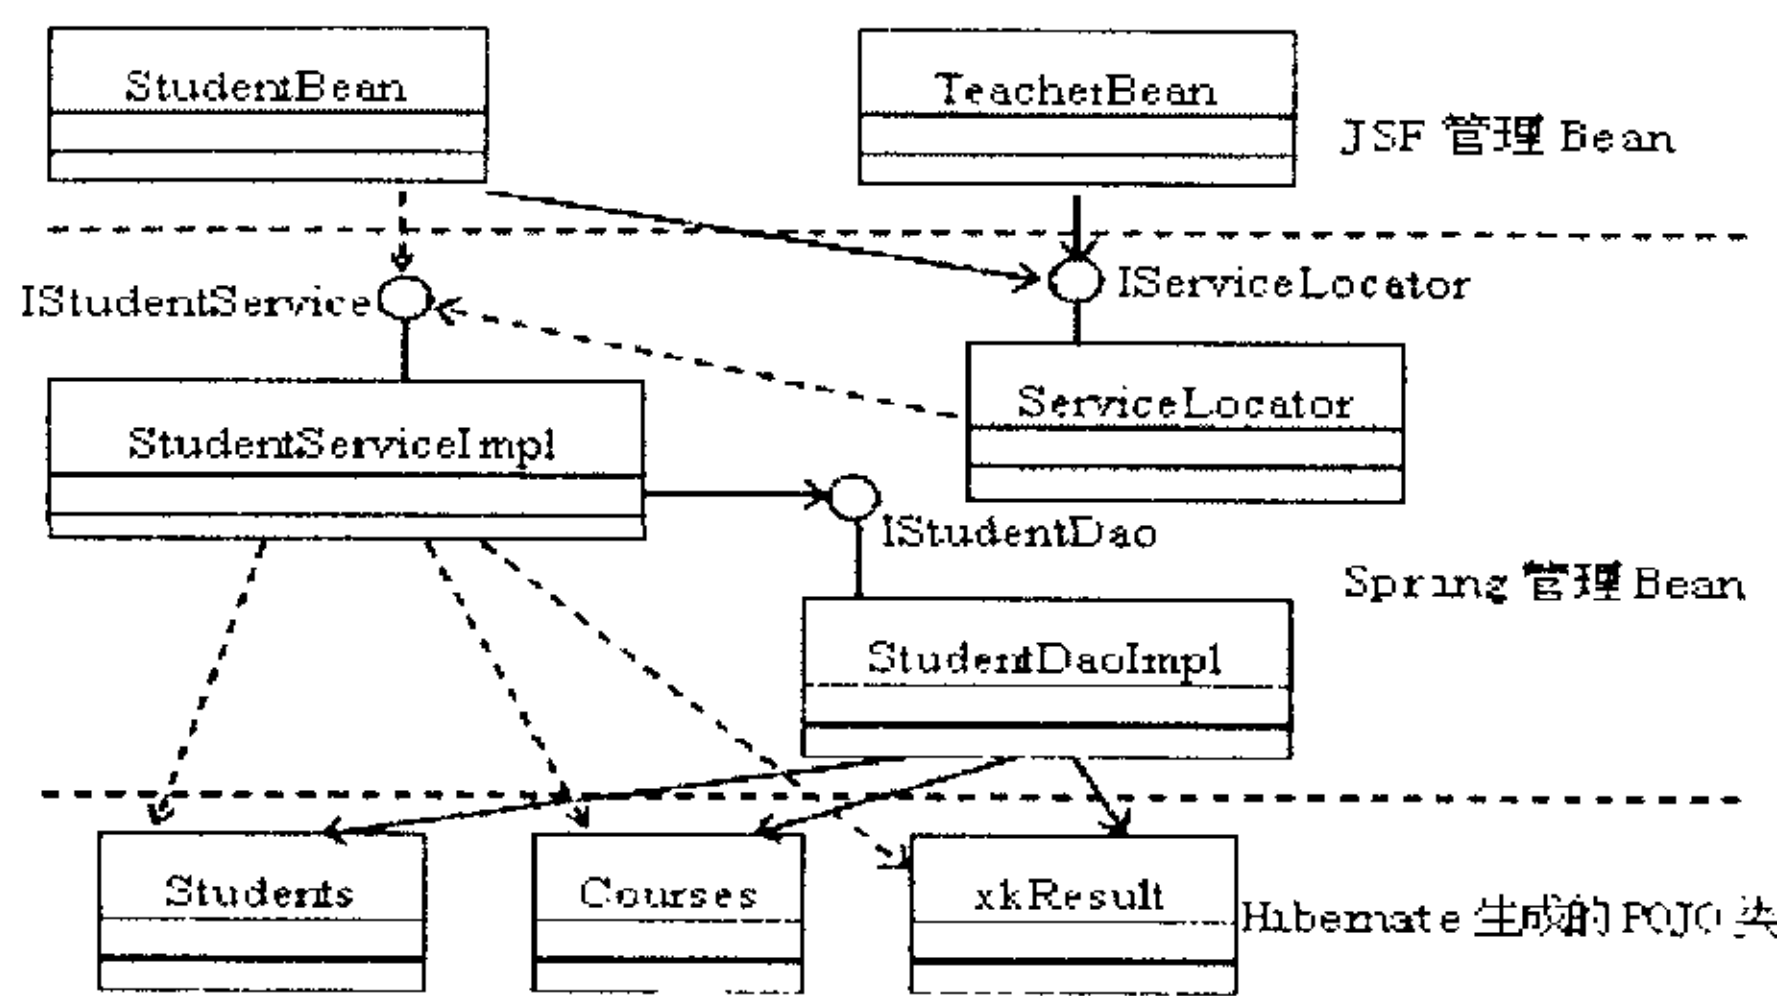 StudentBean
TeacherBean
JSF 管理 Bean
IStudentService
IServiceLocator
ServiceLocator
StudentServiceImpl
IStudentDao
Spring 管理 Bean
StudentDaoImpl
Students
Courses
xkResult
Hibernate 生成的 POJO 类